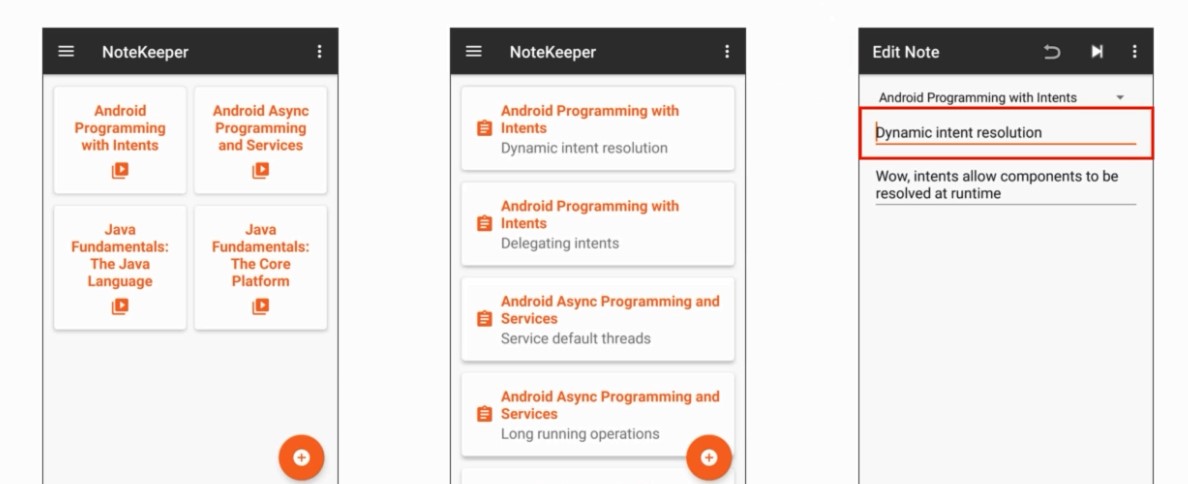 NoteKeeper
Android
Programming
with Intents
Android Async
Programming
and Services
Java
Fundamentals:
The Java
Language
Java
Fundamentals:
The Core
Platform
NoteKeeper
Android Programming with
Intents
Dynamic intent resolution
Android Programming with
Intents
Delegating intents
Android Async Programming and
Services
Service default threads
Android Async Programming and
Services
Long running operations
Edit Note
Android Programming with Intents
Dynamic intent resolution
Wow, intents allow components to be
resolved at runtime